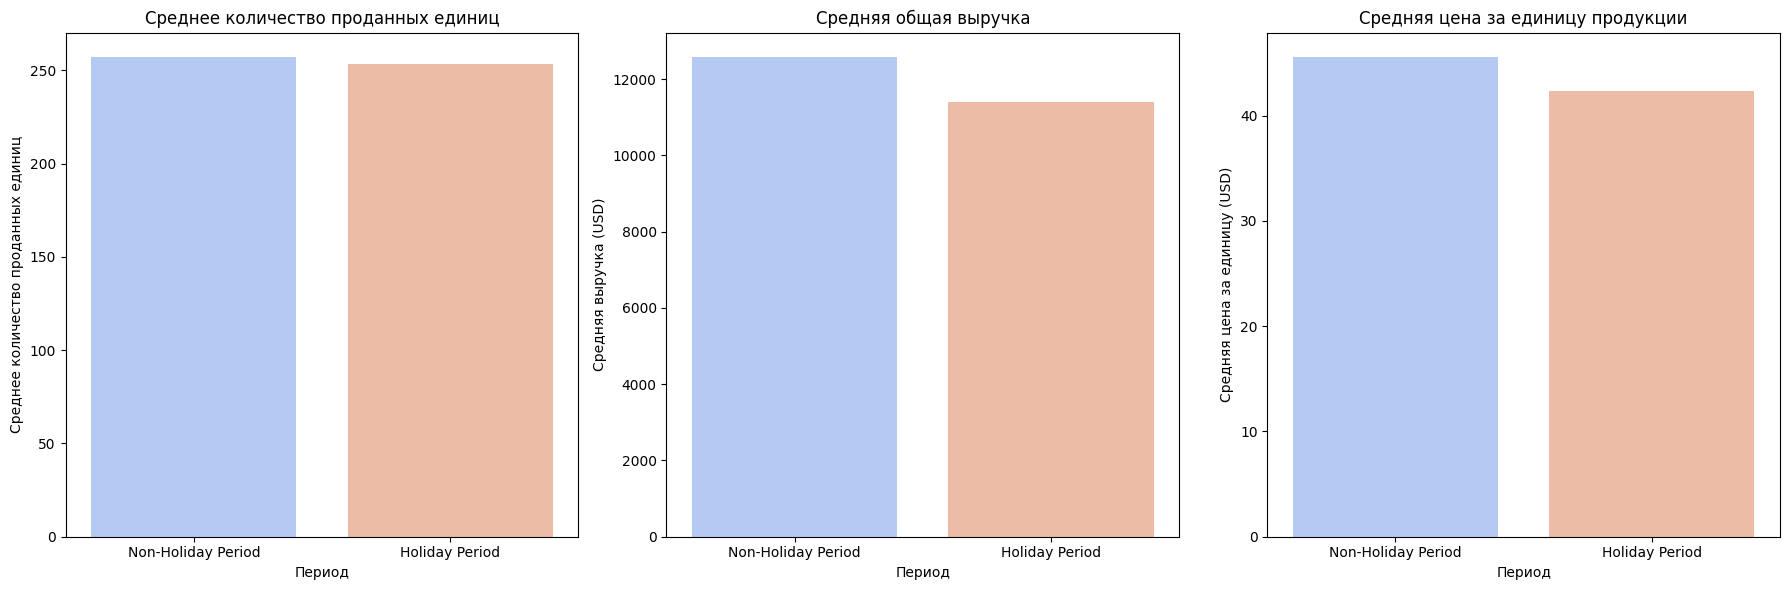 Среднее количество проданных единиц
Среднее количество проданных единиц
250
200
150
100
50
0
Non-Holiday Period
Holiday Period
Период
Средняя общая выручка
Средняя выручка (USD)
12000
10000
8000
6000
4000
2000
0
Non-Holiday Period
Holiday Period
Период
Средняя цена за единицу продукции
Средняя цена за единицу (USD)
40
30
20
10
0
Non-Holiday Period
Holiday Period
Период